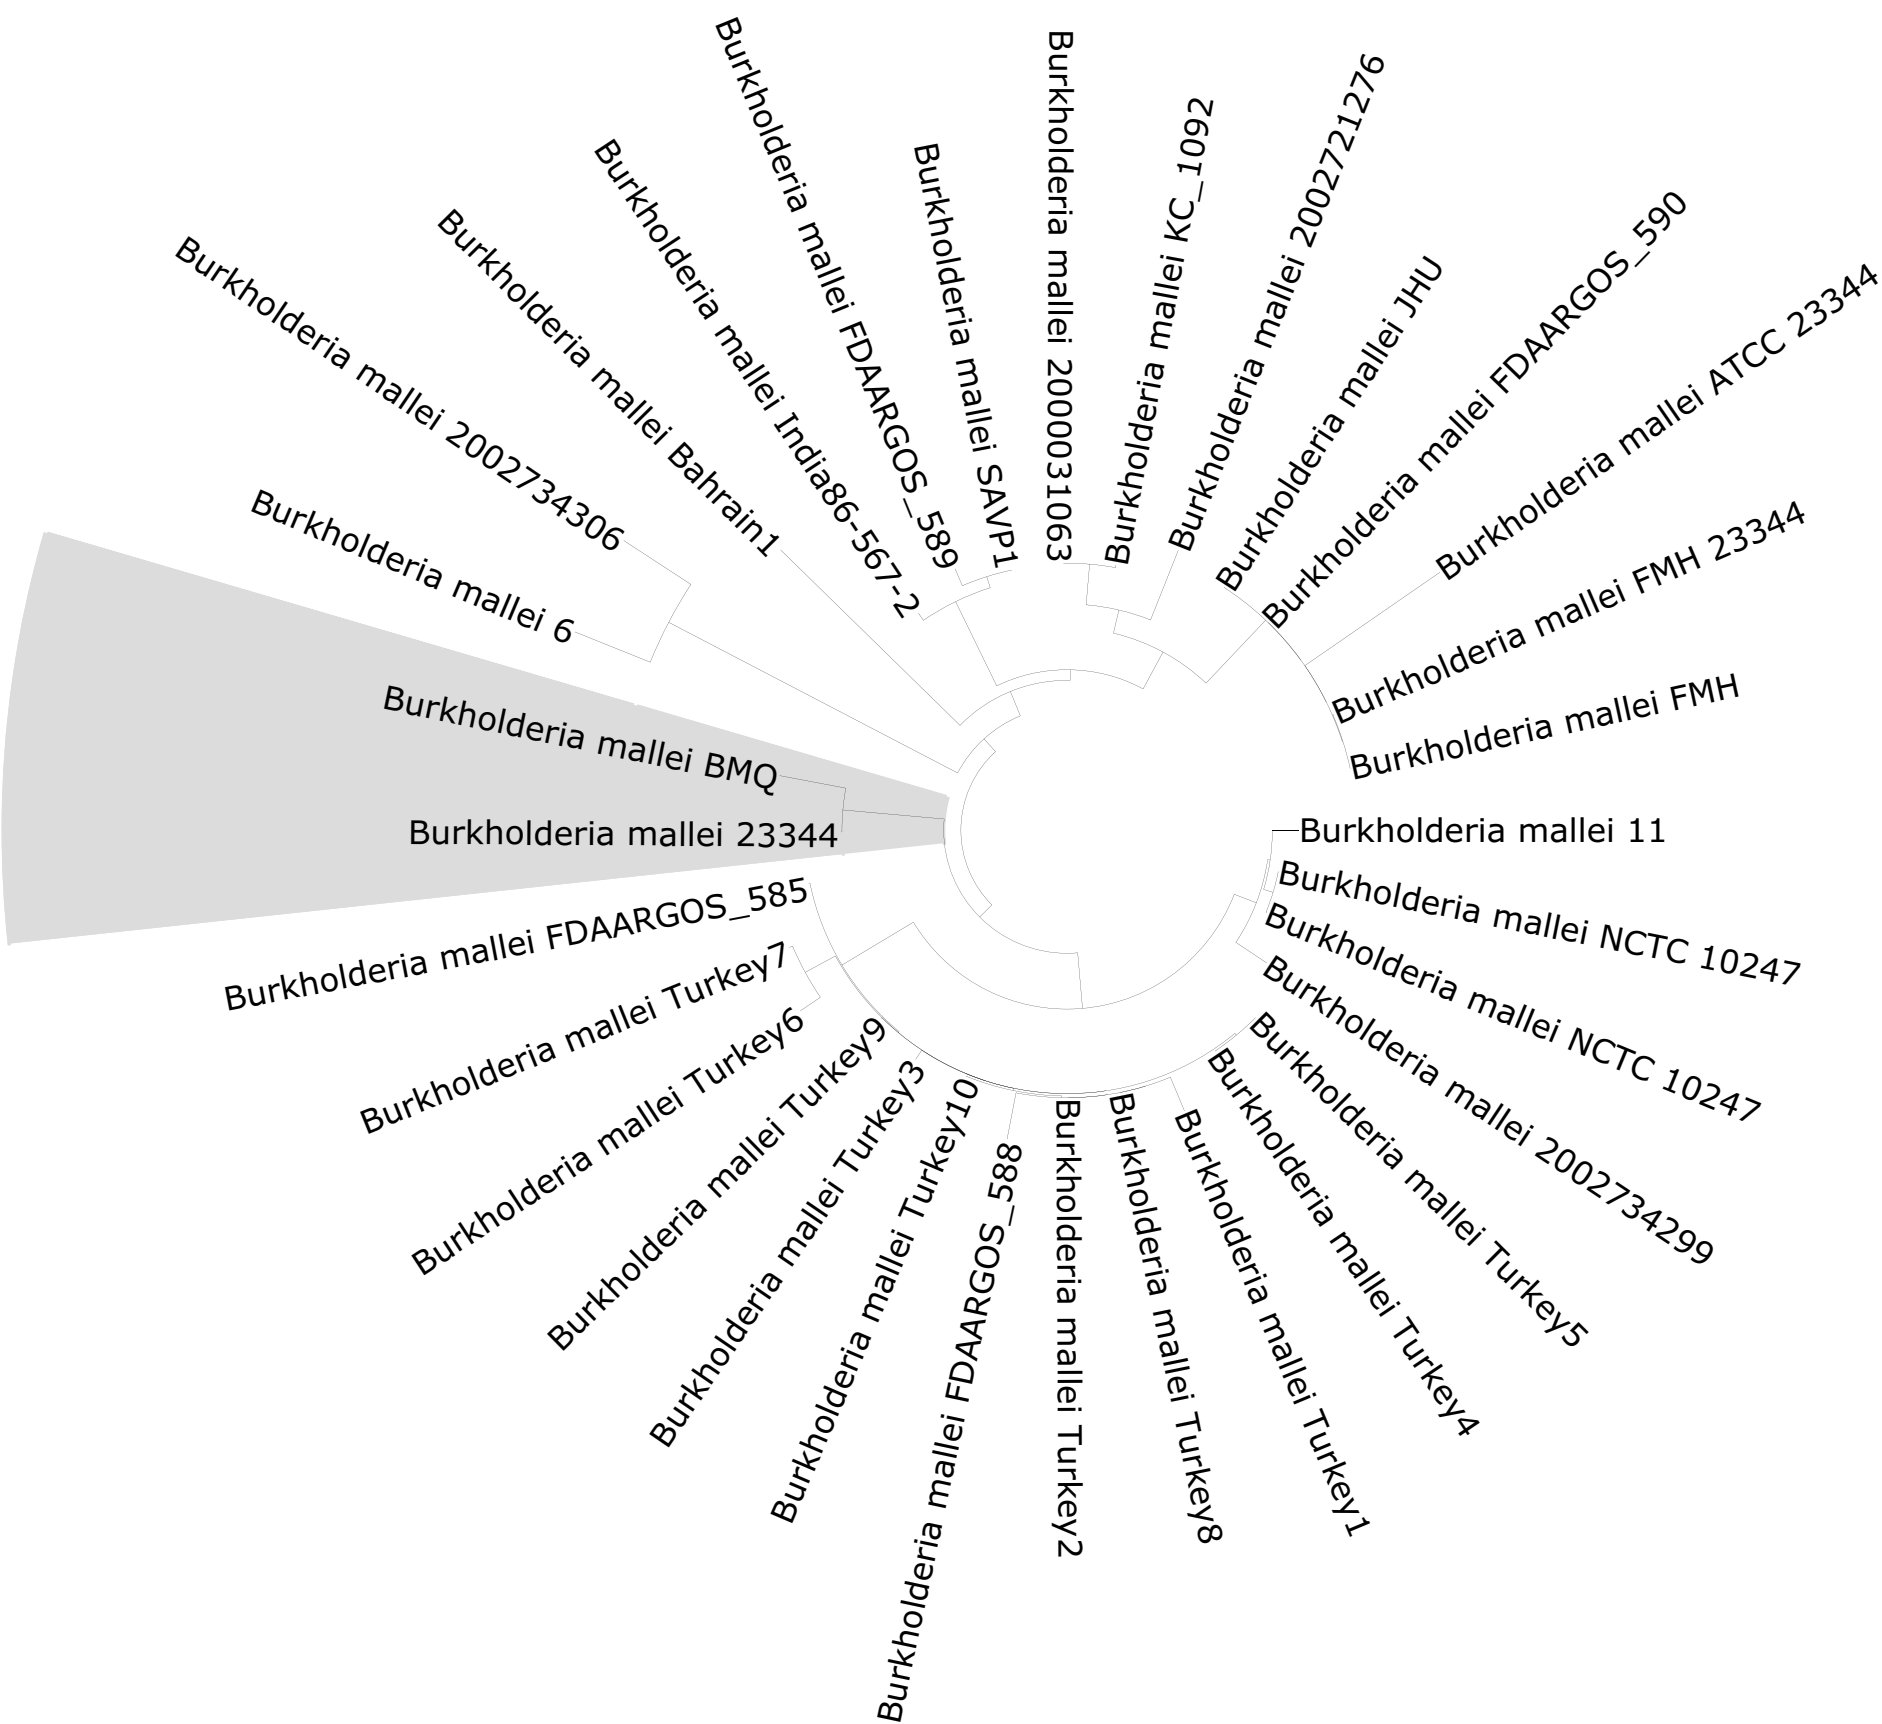 Burkholderia mallei 2000031063
Burkholderia mallei KC_1092
Burkholderia mallei 2002721276
Burkholderia mallei JHU
Burkholderia mallei FDAARGOS_590
Burkholderia mallei ATCC 23344
Burkholderia mallei FMH 23344
Burkholderia mallei FMH
Burkholderia mallei 11
Burkholderia mallei NCTC 10247
Burkholderia mallei NCTC 10247
Burkholderia mallei 2002734299
Burkholderia mallei Turkey5
Burkholderia mallei Turkey4
Burkholderia mallei Turkey1
Burkholderia mallei Turkey8
Burkholderia mallei Turkey2
Burkholderia mallei FDAARGOS_588
Burkholderia mallei Turkey10
Burkholderia mallei Turkey3
Burkholderia mallei Turkey9
Burkholderia mallei Turkey6
Burkholderia mallei Turkey7
Burkholderia mallei FDAARGOS_585
Burkholderia mallei 23344
Burkholderia mallei BMQ
Burkholderia mallei 6
Burkholderia mallei 2002734306
Burkholderia mallei Bahrain1
Burkholderia mallei India86-567-2
Burkholderia mallei FDAARGOS_589
Burkholderia mallei SAVP1